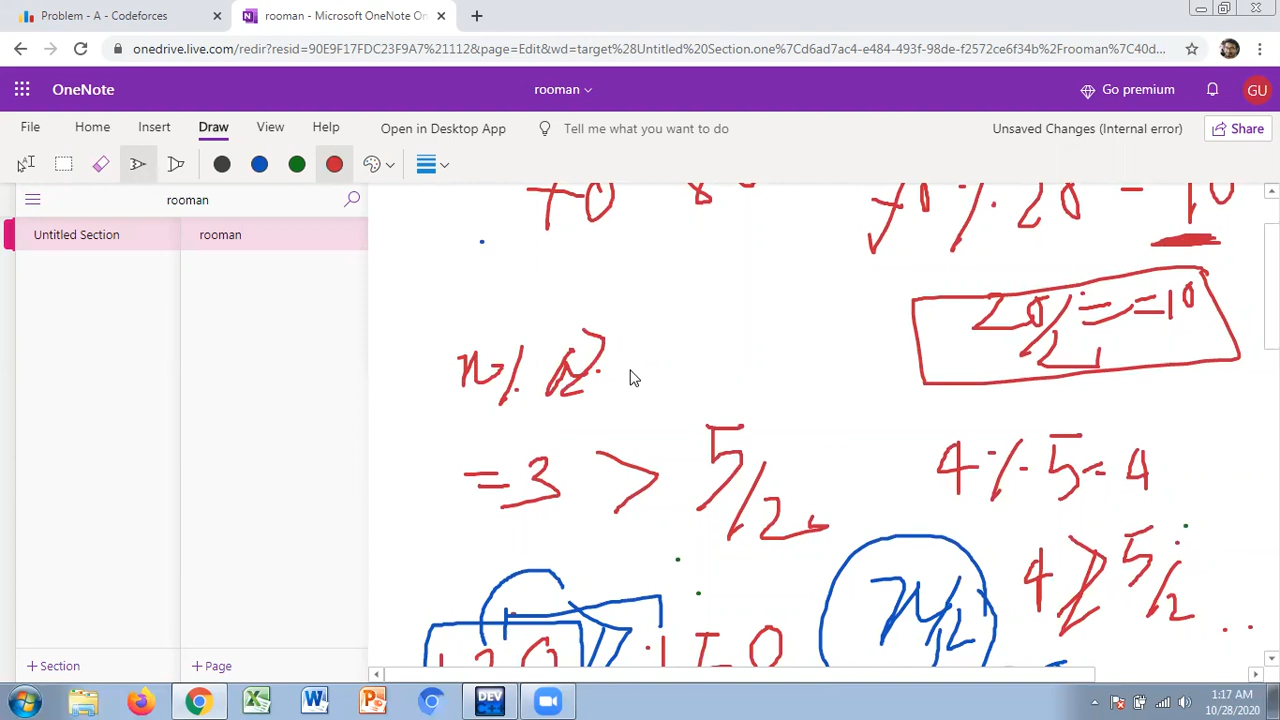 Problem - A - Codeforces
rooman - Microsoft OneNote On
onedrive.live.com/redir?resid=90E9F17FDC23F9A7%21112&page=Edit&wd=target%28Untitled%20Section.one%7Cd6ad7ac4-e484-493f-98de-f2572ece6f34b%2Frooman%7C40d...
OneNote
rooman
Go premium
GU
File
Home
Insert
Draw
View
Help
Open in Desktop App
Tell me what you want to do
Unsaved Changes (Internal error)
Share
rooman
Untitled Section
rooman
70 % 20 = 10
20/2 = =10
= 3 > 5/2
4 % 5 = 4
4 ≥ 5/2
n/2
+ Section
+ Page
DEV
1:17 AM
10/28/2020